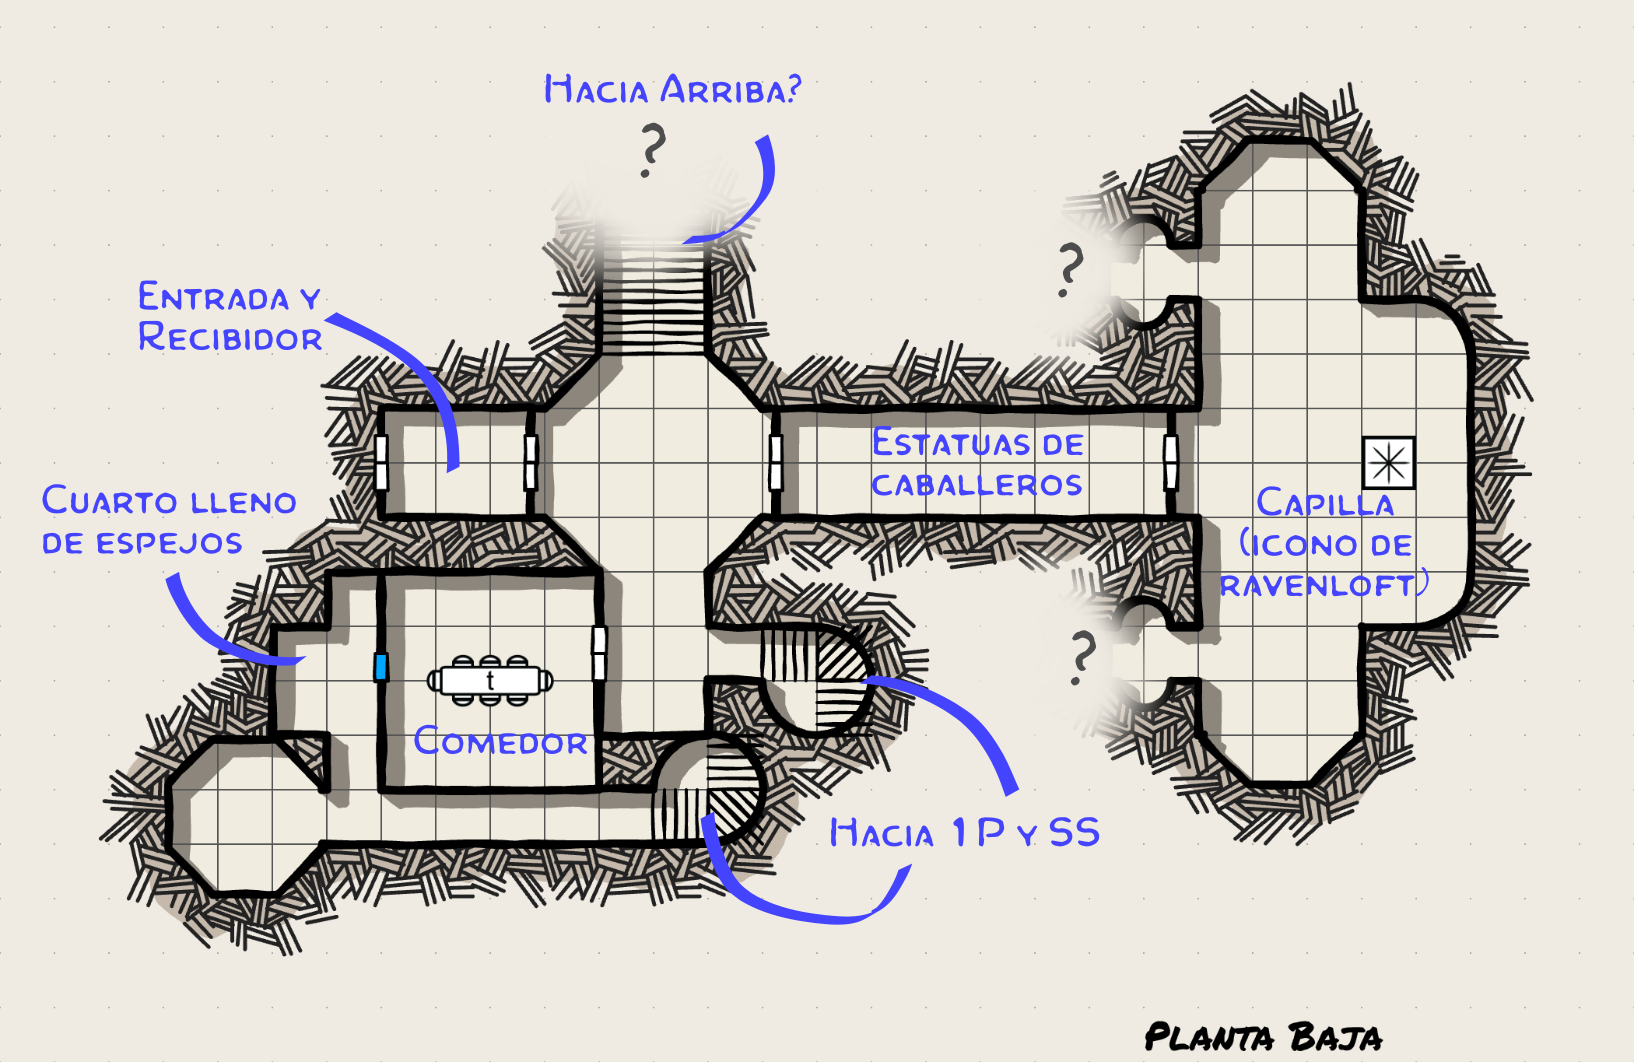 Hacia Arriba?
?
?
Entrada y
Recibidor
Estatuas de
caballeros
Cuarto lleno
de espejos
Capilla
(icono de
ravenloft)
?
t
Comedor
Hacia 1P y SS
Planta Baja